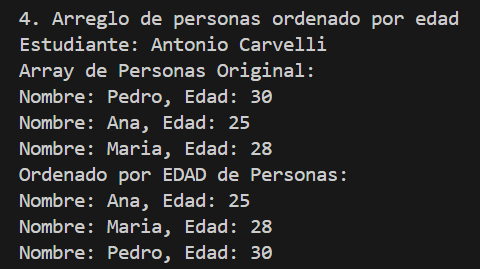 4. Arreglo de personas ordenado por edad
Estudiante: Antonio Carvelli
Array de Personas Original:
Nombre: Pedro, Edad: 30
Nombre: Ana, Edad: 25
Nombre: Maria, Edad: 28
Ordenado por EDAD de Personas:
Nombre: Ana, Edad: 25
Nombre: Maria, Edad: 28
Nombre: Pedro, Edad: 30